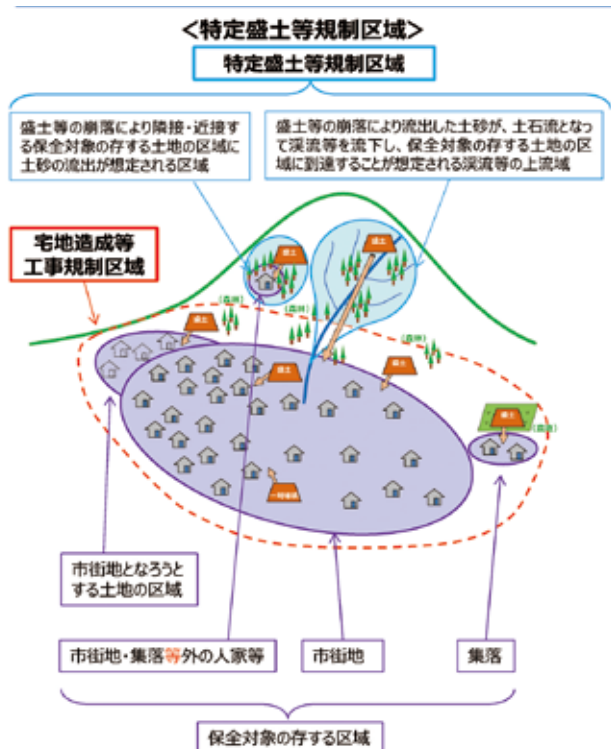 <特定盛土等規制区域>
特定盛土等規制区域
盛土等の崩落により隣接・近接す
る保全対象の存する土地の区域に
土砂の流出が想定される区域
盛土等の崩落により流出した土砂が、土石流となっ
て渓流等を流下し、保全対象の存する土地の区
域に到達することが想定される渓流等の上流域
宅地造成等
工事規制区域
盛土
盛土
(森林)
盛土
(森林)
(森林)
盛土
盛土
盛土
一時堆積
市街地となろうと
する土地の区域
市街地・集落等外の人家等
市街地
集落
保全対象の存する区域